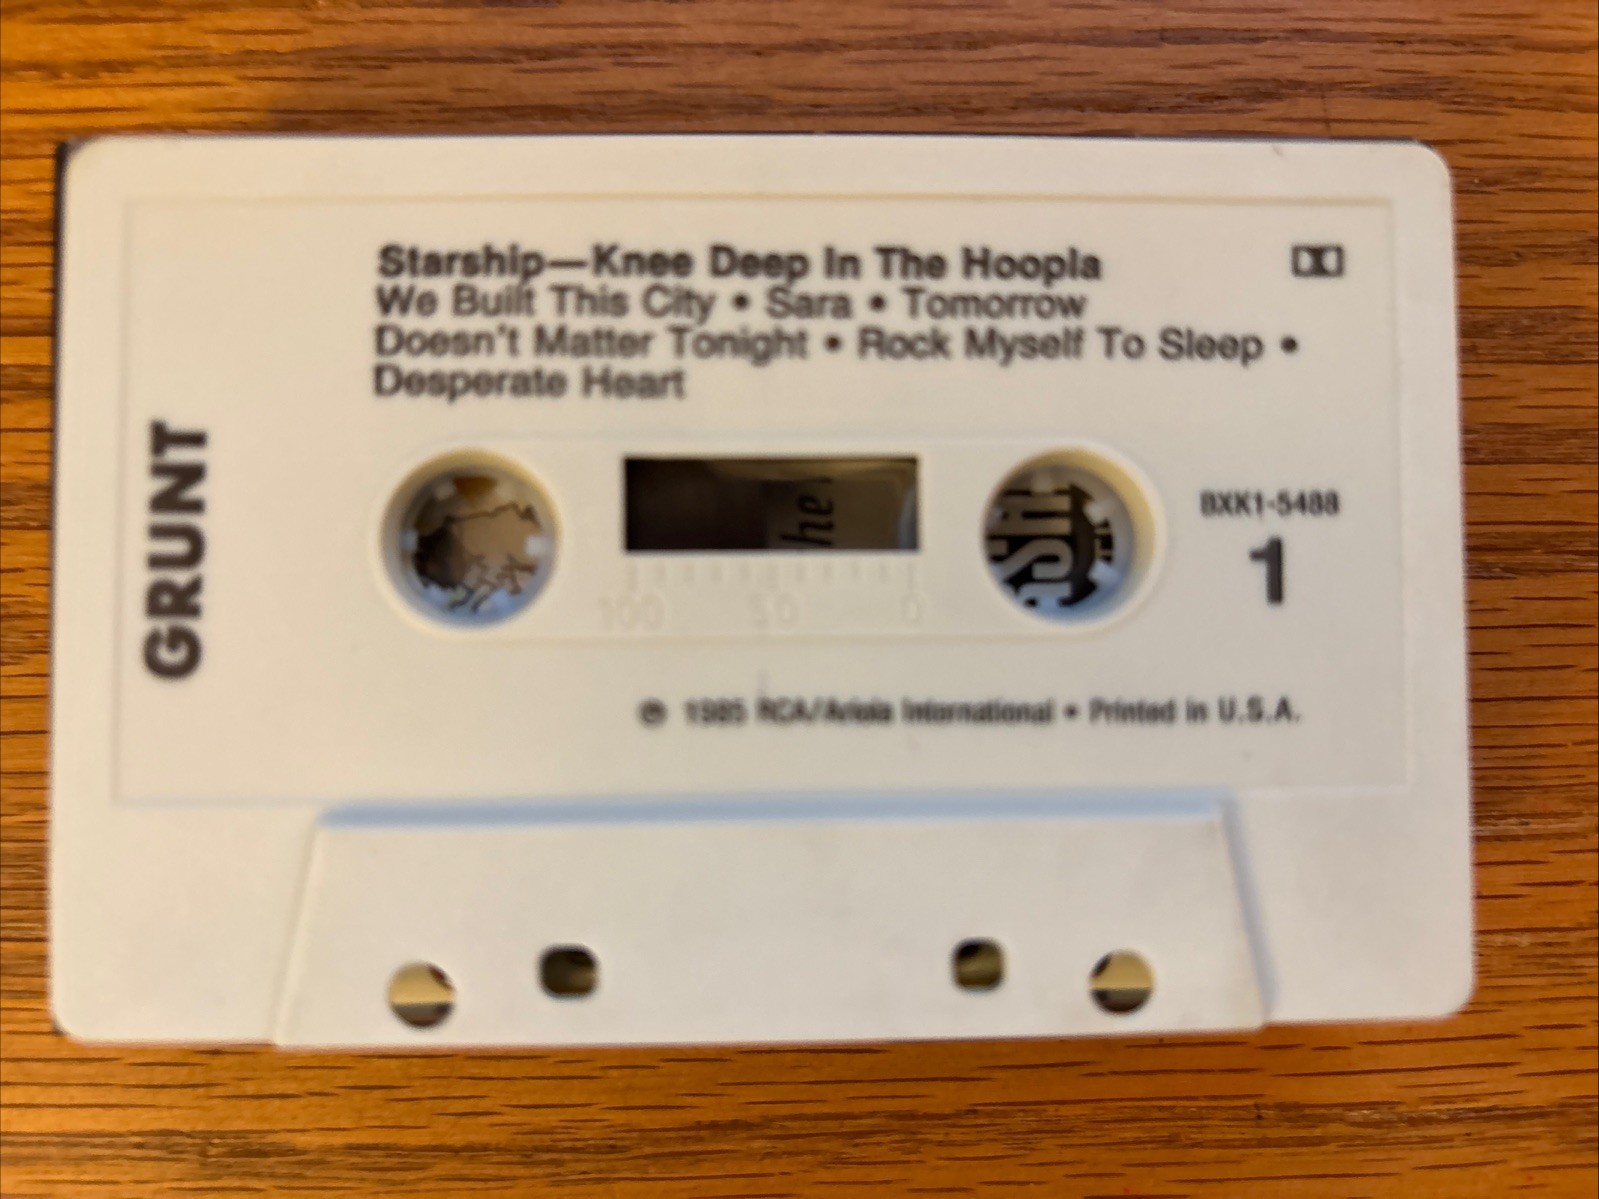 Starship—Knee Deep In The Hoopla
We Built This City • Sara • Tomorrow
Doesn't Matter Tonight • Rock Myself To Sleep •
Desperate Heart
GRUNT
the
BXK1-5488
1
100 50 0
℗ 1985 RCA/Ariola International • Printed in U.S.A.